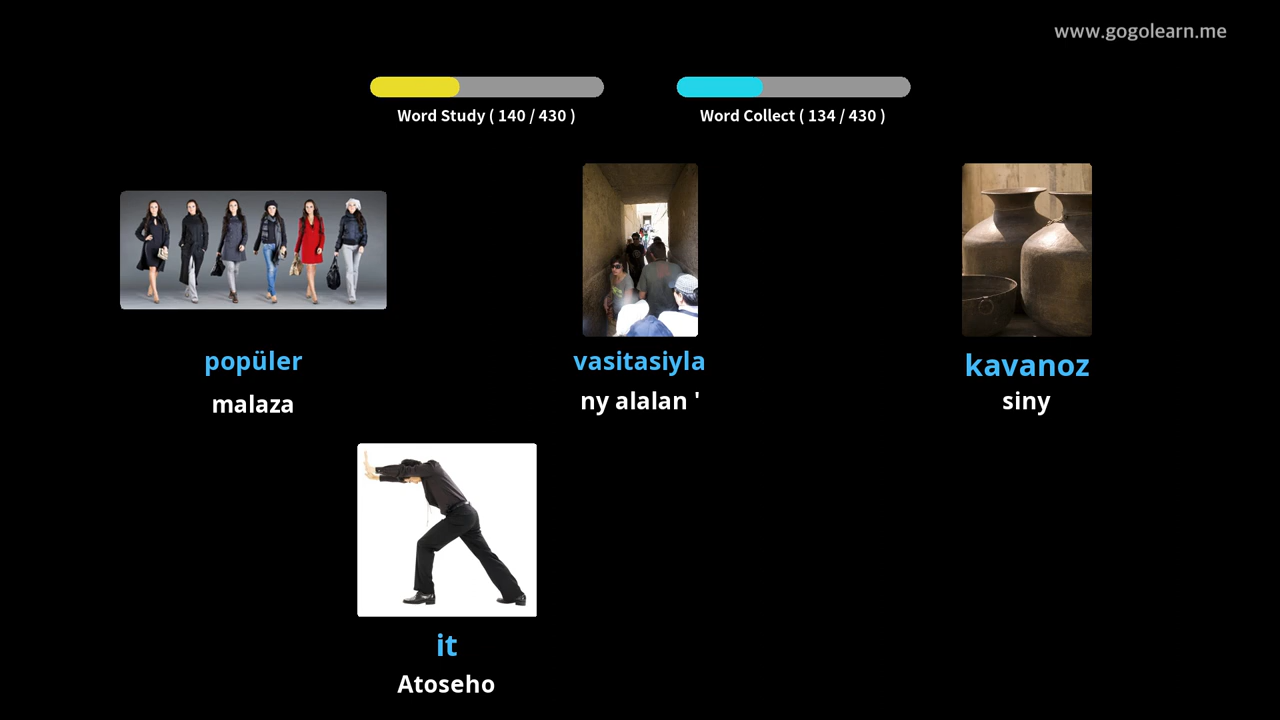 www.gogolearn.me
Word Study ( 140 / 430 )
Word Collect ( 134 / 430 )
popüler
malaza
vasitasiyla
ny alalan '
kavanoz
siny
it
Atoseho